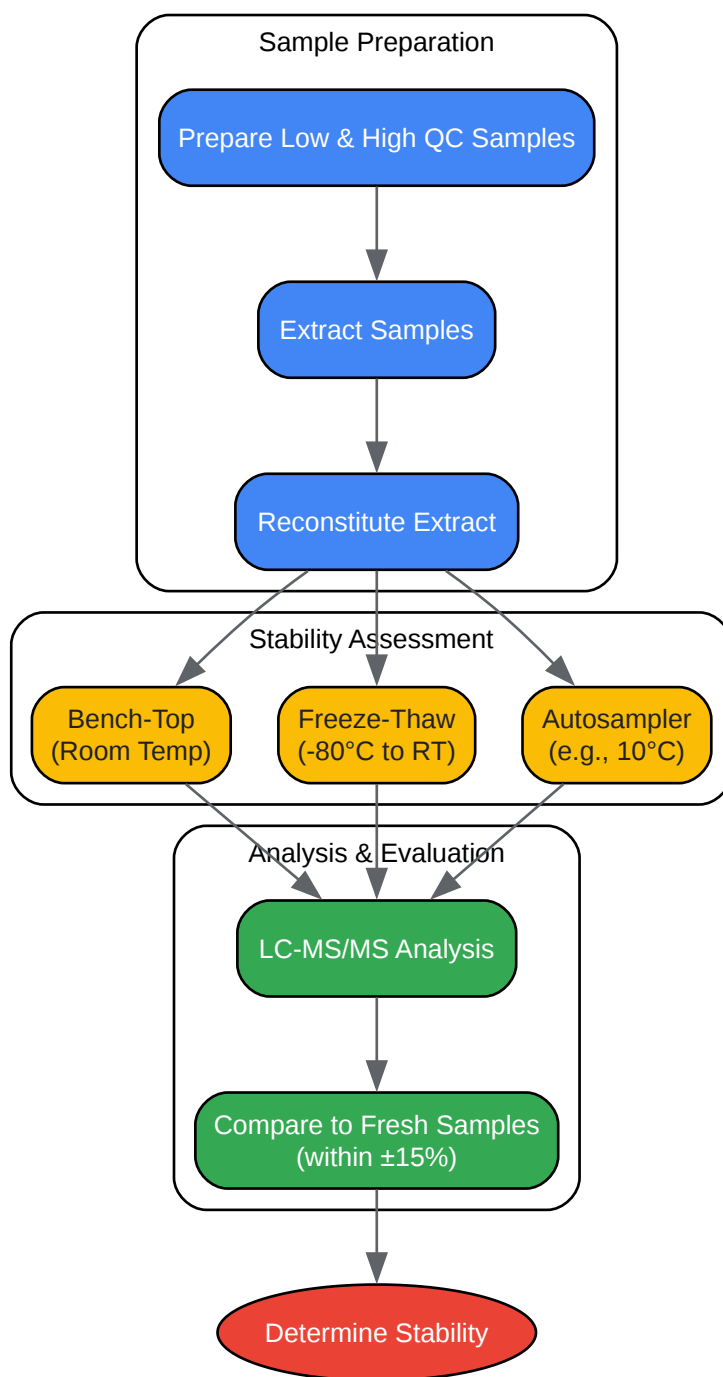 Sample Preparation
Prepare Low & High QC Samples
Extract Samples
Reconstitute Extract
Stability Assessment
Bench-Top
(Room Temp)
Freeze-Thaw
(-80°C to RT)
Autosampler
(e.g., 10°C)
Analysis & Evaluation
LC-MS/MS Analysis
Compare to Fresh Samples
(within ±15%)
Determine Stability